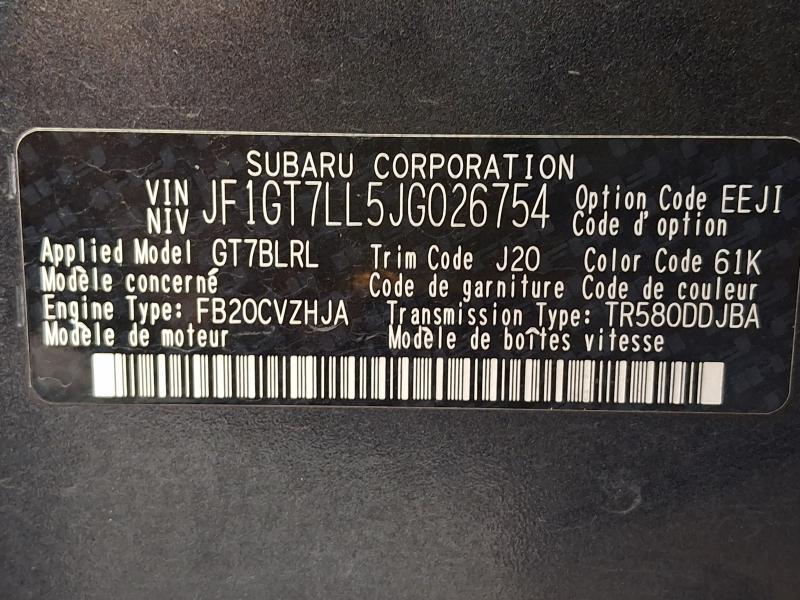 SUBARU CORPORATION
VIN NIV JF1GT7LL5JG026754 Option Code EEJI
Code d'option
Applied Model GT7BLRL Trim Code J20 Color Code 61K
Modèle concerné Code de garniture Code de couleur
Engine Type: FB20CVZHJA Transmission Type: TR580DDJBA
Modèle de moteur Modèle de boîtes vitesse